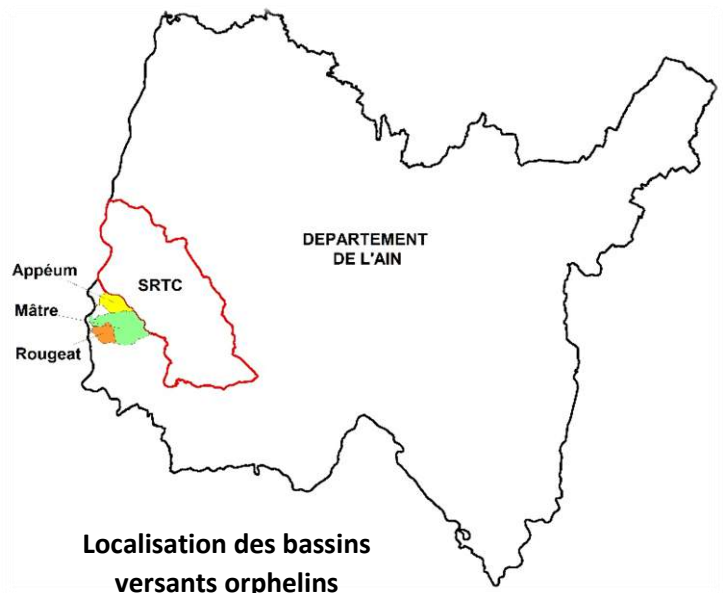 DEPARTEMENT
DE L'AIN
Appéum
SRTC
Mâtre
Rougeat
Localisation des bassins
versants orphelins